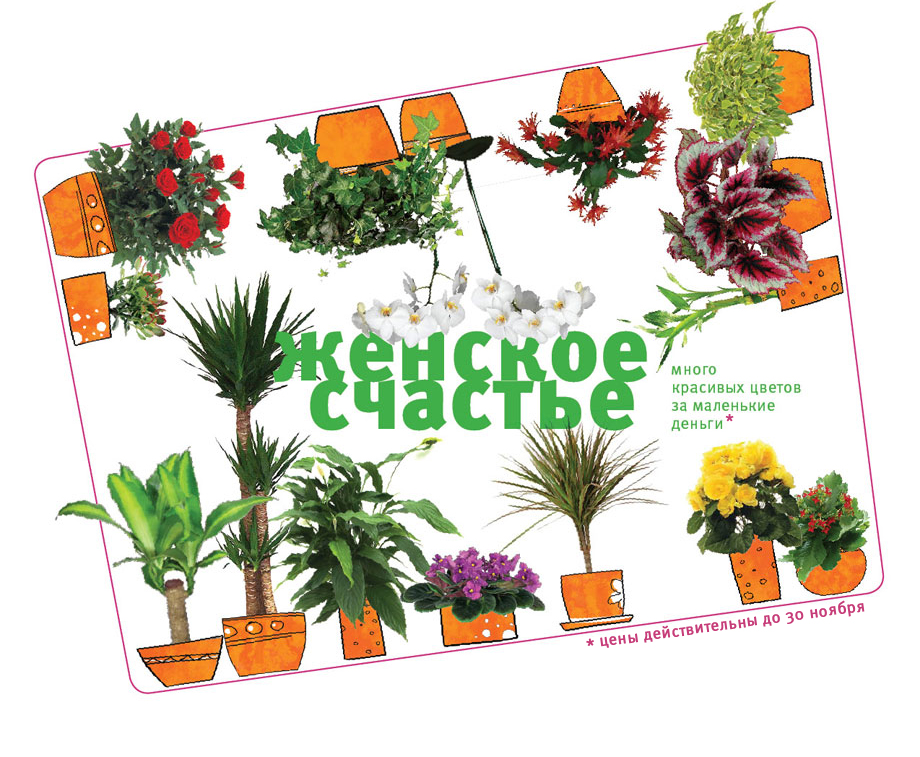 женское
счастье
много
красивых цветов
за маленькие
деньги*
* цены действительны до 30 ноября